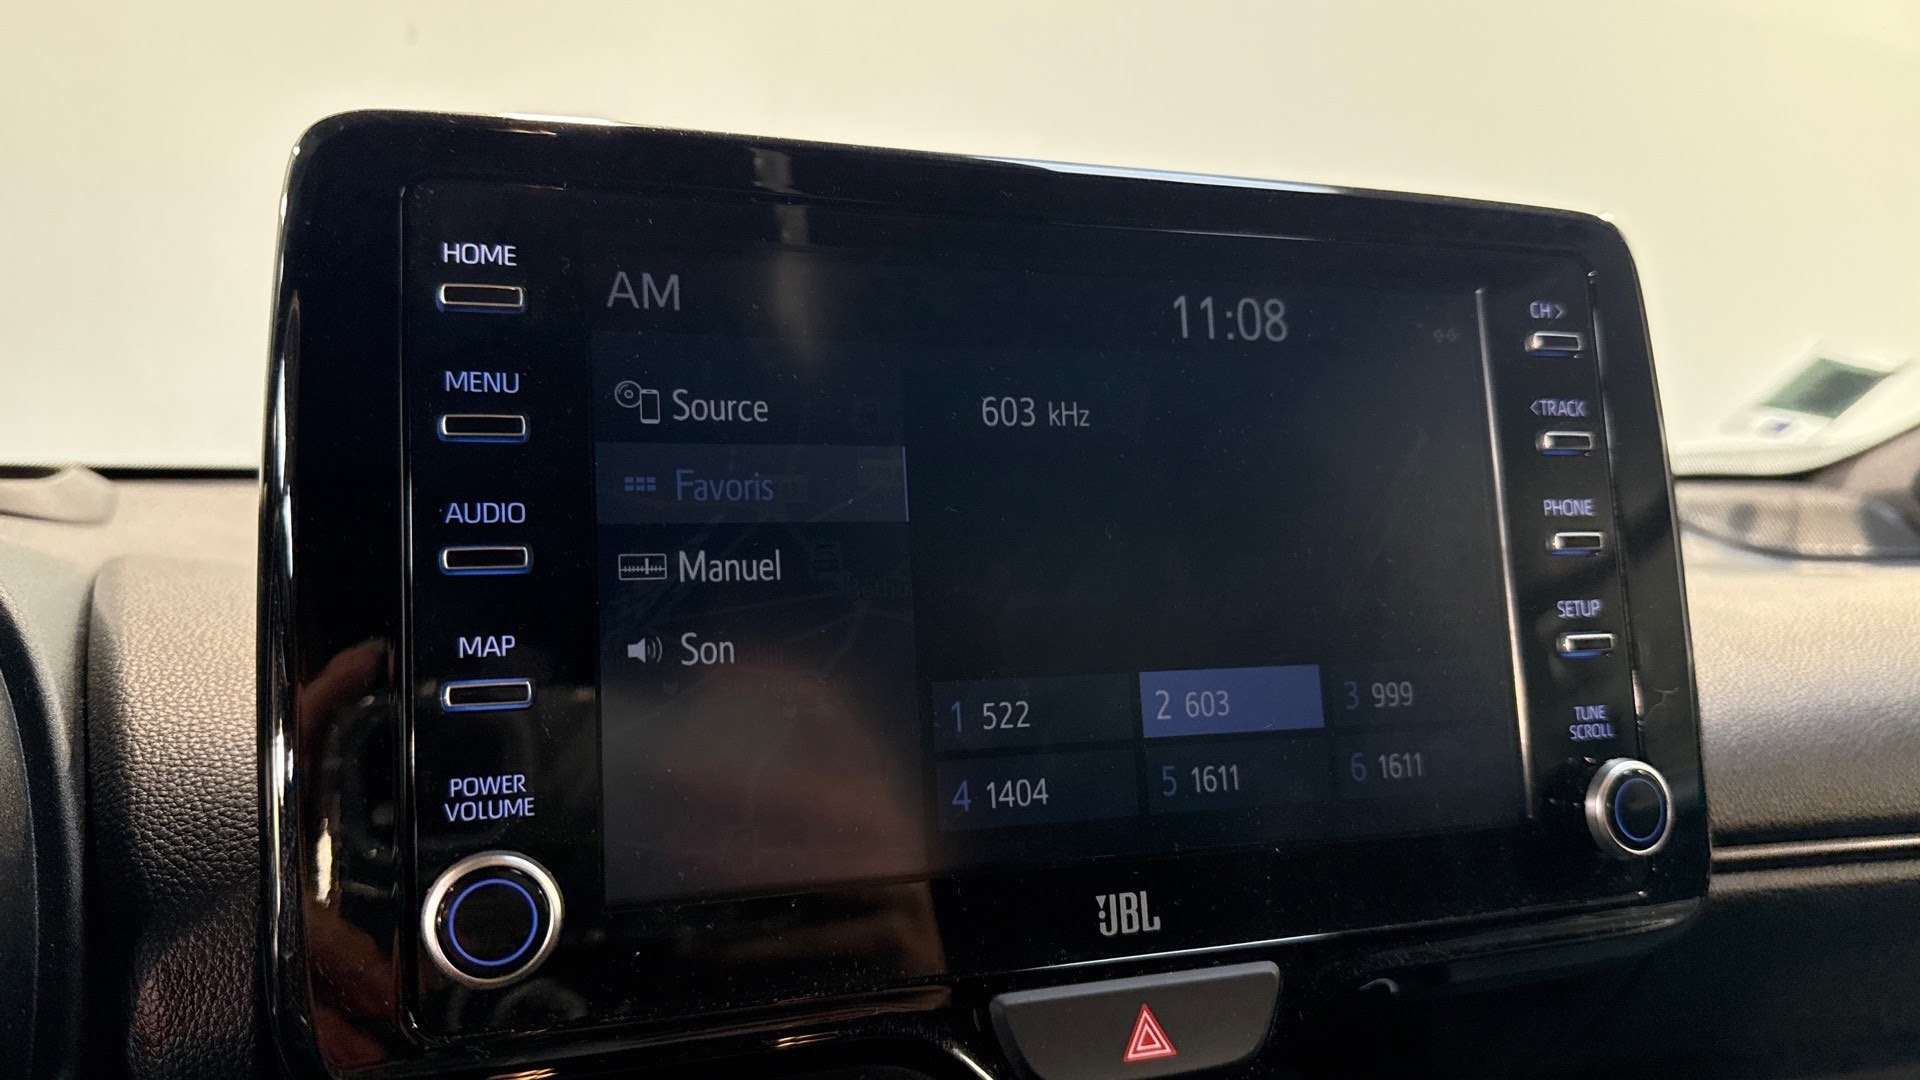 HOME
MENU
AUDIO
MAP
POWER
VOLUME
AM
11:08
Source
Favoris
Manuel
Son
603 kHz
1 522
2 603
3 999
4 1404
5 1611
6 1611
CH>
<TRACK
PHONE
SETUP
TUNE
SCROLL
JBL